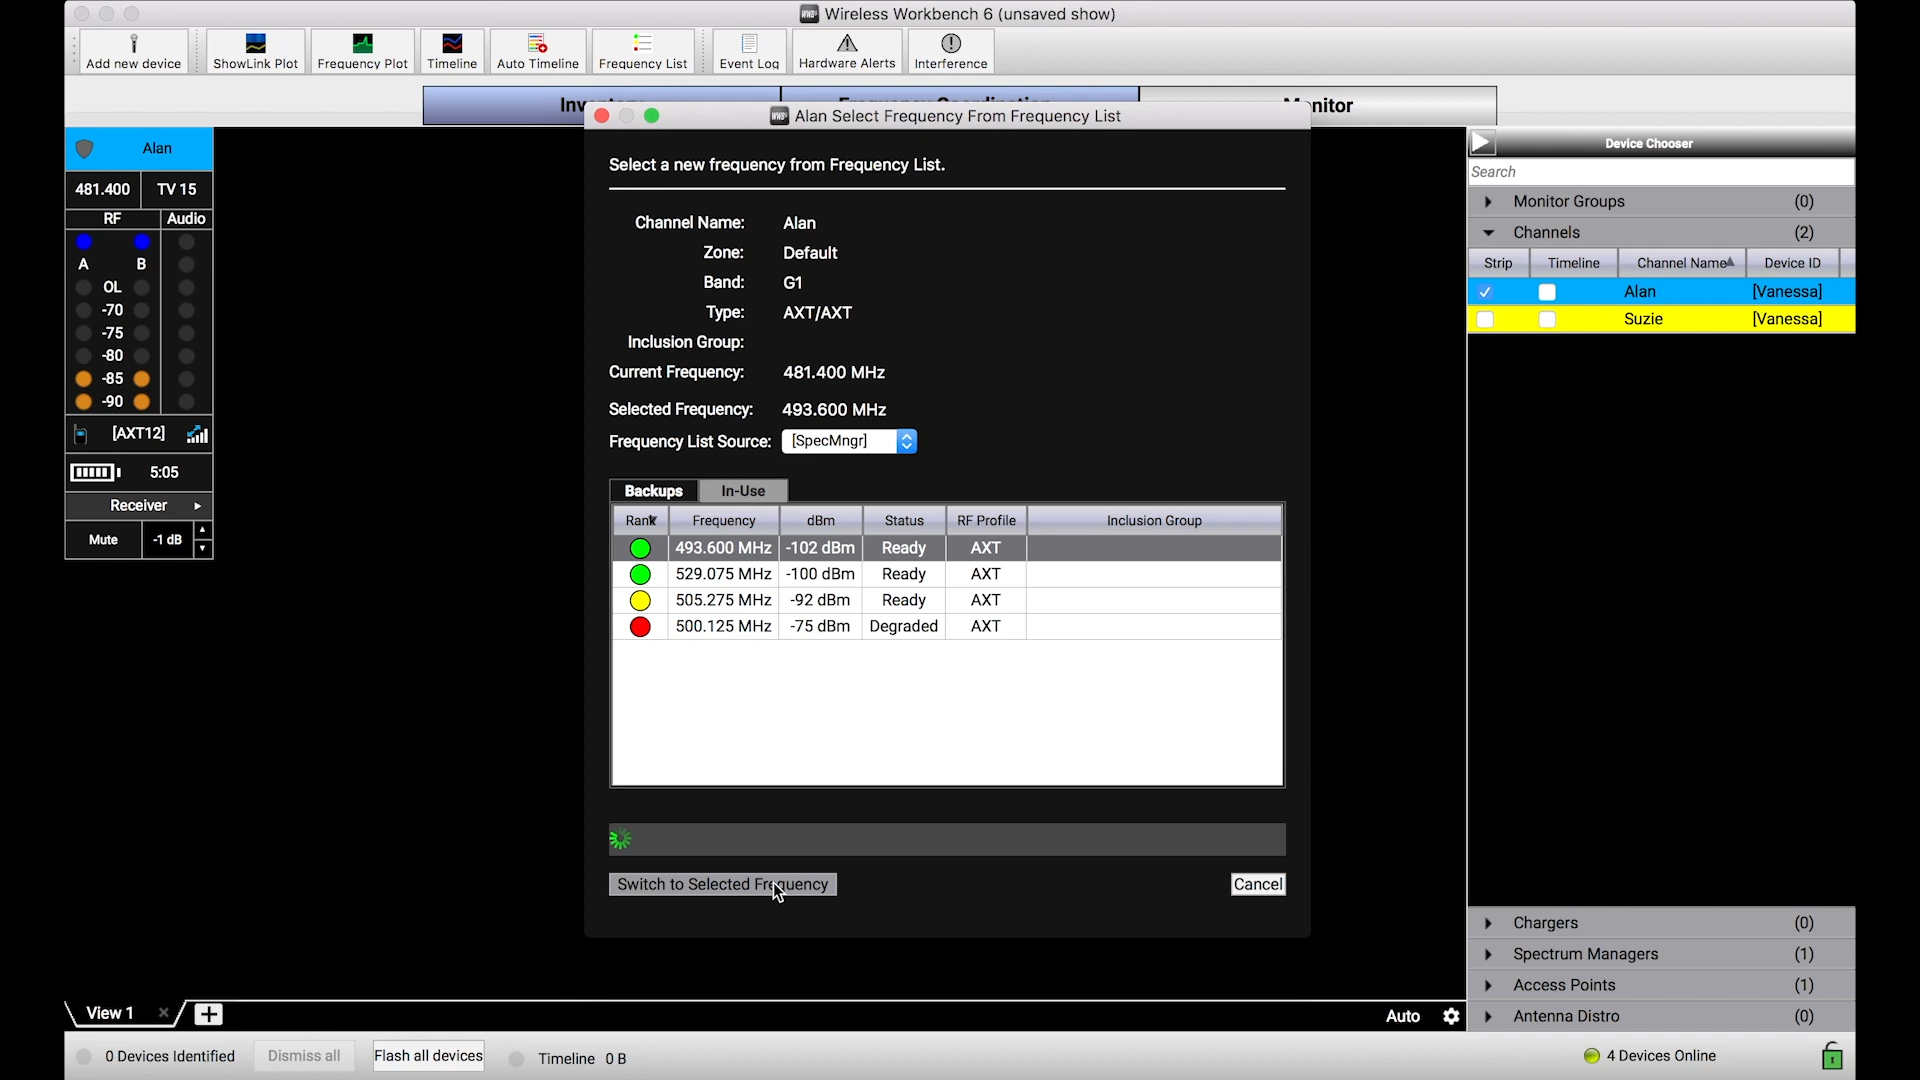 Wireless Workbench 6 (unsaved show)
Add new device
ShowLink Plot
Frequency Plot
Timeline
Auto Timeline
Frequency List
Event Log
Hardware Alerts
Interference
Monitor
Alan Select Frequency From Frequency List
Alan
481.400 TV 15
RF Audio
A B
OL
-70
-75
-80
-85
-90
[AXT12]
5:05
Receiver
Mute -1 dB
Select a new frequency from Frequency List.
Channel Name: Alan
Zone: Default
Band: G1
Type: AXT/AXT
Inclusion Group:
Current Frequency: 481.400 MHz
Selected Frequency: 493.600 MHz
Frequency List Source: [SpecMngr]
Backups In-Use
Rank Frequency dBm Status RF Profile Inclusion Group
493.600 MHz -102 dBm Ready AXT
529.075 MHz -100 dBm Ready AXT
505.275 MHz -92 dBm Ready AXT
500.125 MHz -75 dBm Degraded AXT
Switch to Selected Frequency
Cancel
Device Chooser
Search
Monitor Groups (0)
Channels (2)
Strip Timeline Channel Name Device ID
Alan [Vanessa]
Suzie [Vanessa]
Chargers (0)
Spectrum Managers (1)
Access Points (1)
Antenna Distro (0)
View 1
Auto
0 Devices Identified
Dismiss all
Flash all devices
Timeline 0 B
4 Devices Online